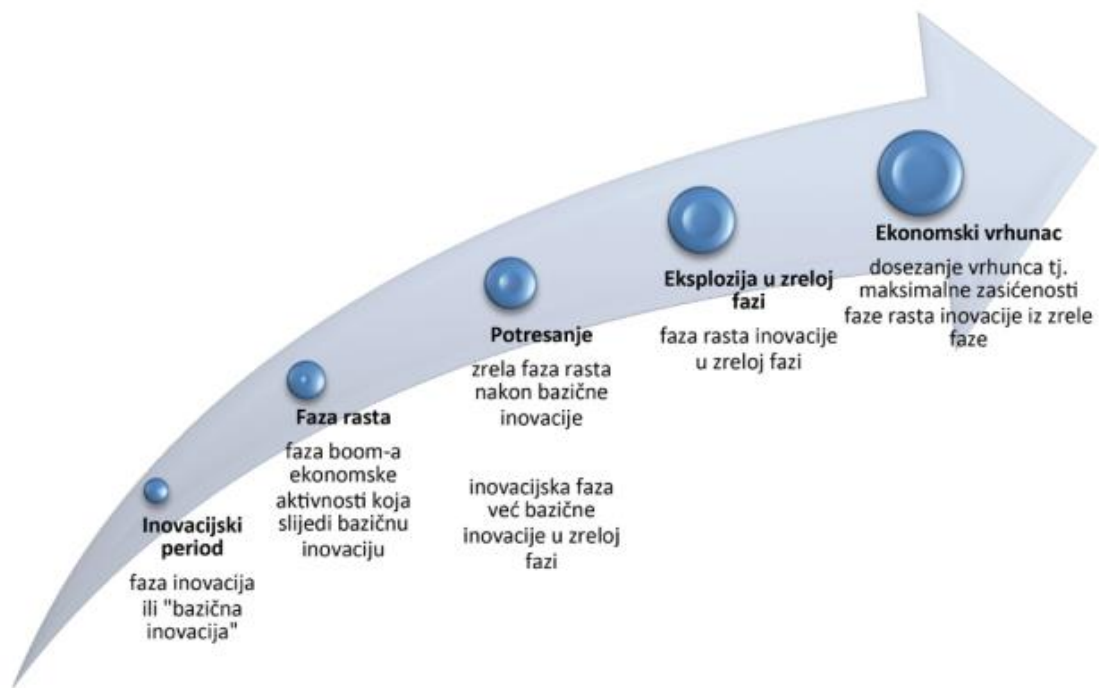 Inovacijski
period
faza inovacija
ili "bazična
inovacija"
Faza rasta
faza boom-a
ekonomske
aktivnosti koja
slijedi bazičnu
inovaciju
Potresanje
zrela faza rasta
nakon bazične
inovacije
inovacijska faza
već bazične
inovacije u zreloj
fazi
Eksplozija u zreloj
fazi
faza rasta inovacije
u zreloj fazi
Ekonomski vrhunac
dosezanje vrhunca tj.
maksimalne zasićenosti
faze rasta inovacije iz zrele
faze